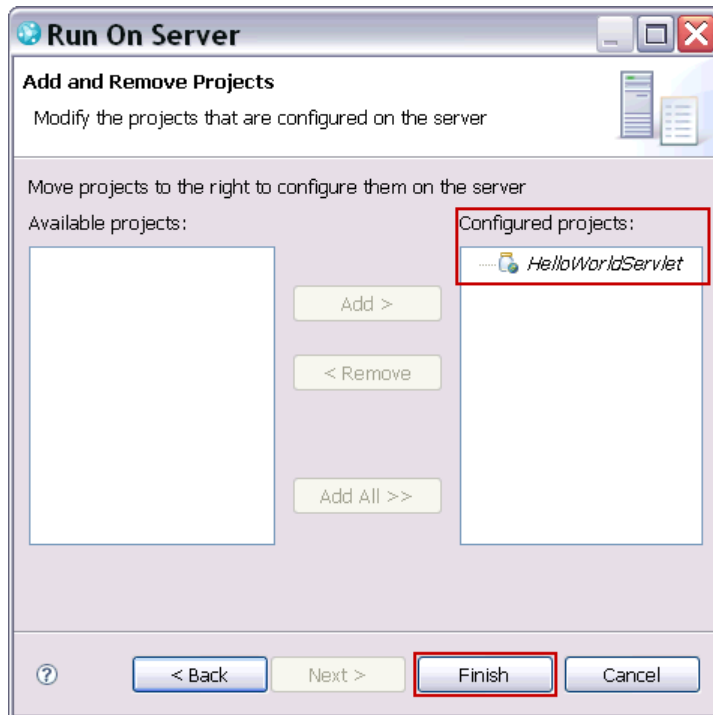 Run On Server
Add and Remove Projects
Modify the projects that are configured on the server
Move projects to the right to configure them on the server
Available projects:
Configured projects:
HelloWorldServlet
Add >
< Remove
Add All >>
?
< Back
Next >
Finish
Cancel